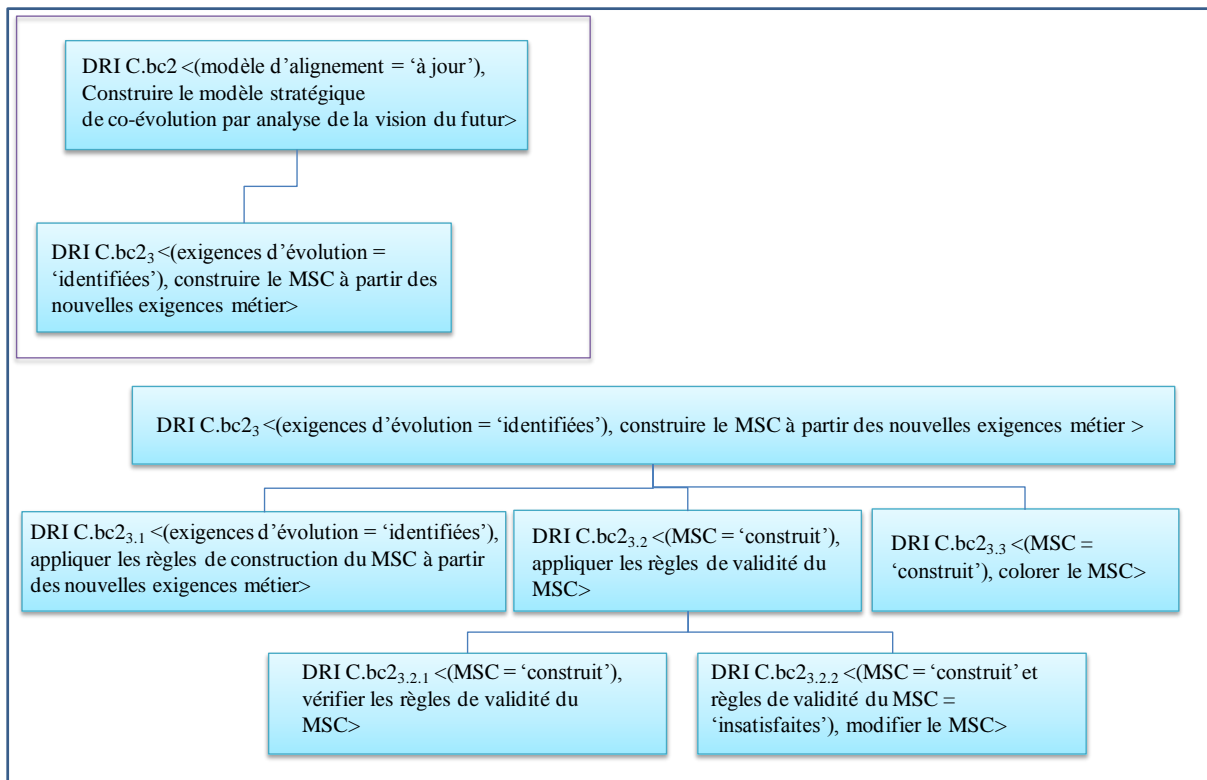 DRI C.bc2 <(modèle d’alignement = ‘à jour’),
Construire le modèle stratégique
de co-évolution par analyse de la vision du futur>
DRI C.bc2₃ <(exigences d’évolution =
‘identifiées’), construire le MSC à partir des
nouvelles exigences métier>
DRI C.bc2₃ <(exigences d’évolution = ‘identifiées’), construire le MSC à partir des nouvelles exigences métier >
DRI C.bc2₃.₁ <(exigences d’évolution = ‘identifiées’),
appliquer les règles de construction du MSC à partir
des nouvelles exigences métier>
DRI C.bc2₃.₂ <(MSC = ‘construit’),
appliquer les règles de validité du
MSC>
DRI C.bc2₃.₃ <(MSC =
‘construit’), colorer le MSC>
DRI C.bc2₃.₂.₁ <(MSC = ‘construit’),
vérifier les règles de validité du
MSC>
DRI C.bc2₃.₂.₂ <(MSC = ‘construit’ et
règles de validité du MSC =
‘insatisfaites’), modifier le MSC>